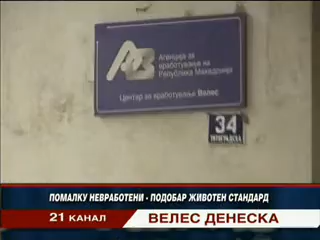 АВ
Агенција за
вработување на
Република Македонија
Центар за вработување Велес
34
ПОМАЛКУ НЕВРАБОТЕНИ - ПОДОБАР ЖИВОТЕН СТАНДАРД
21 КАНАЛ
ВЕЛЕС ДЕНЕСКА